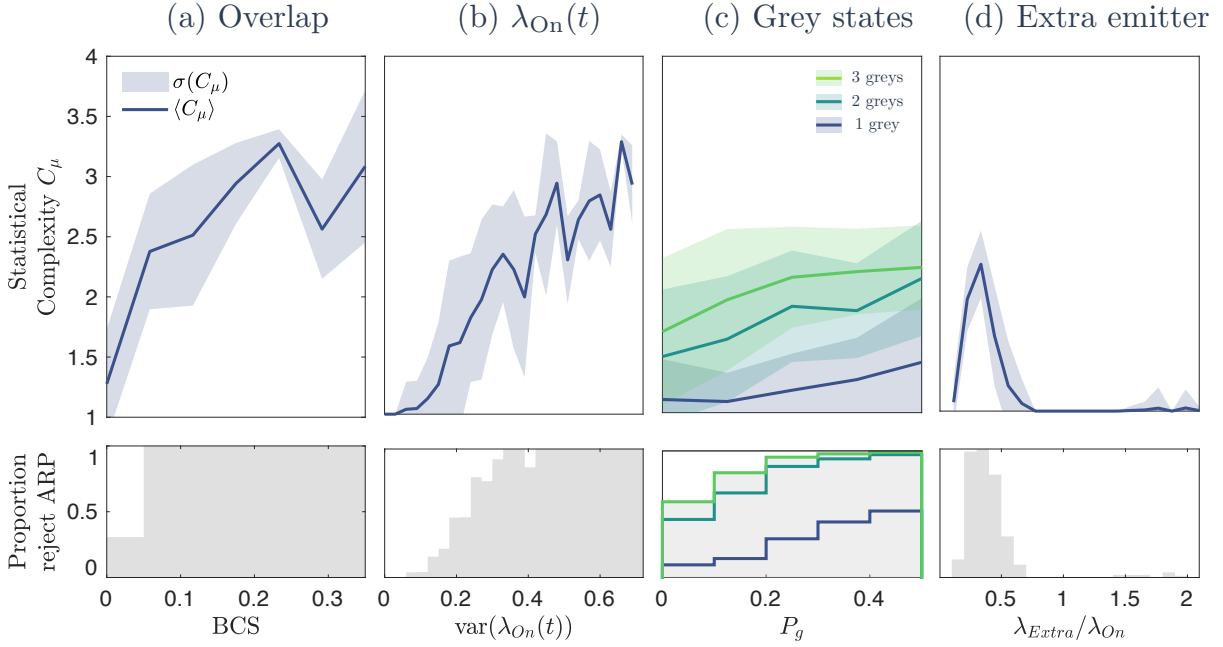 (a) Overlap
(b) λOn(t)
(c) Grey states
(d) Extra emitter
Statistical
Complexity Cμ
4
3.5
3
2.5
2
1.5
1
σ(Cμ)
⟨Cμ⟩
3 greys
2 greys
1 grey
Proportion
reject ARP
1
0.5
0
0 0.1 0.2 0.3
BCS
0 0.2 0.4 0.6
var(λOn(t))
0 0.2 0.4
Pg
0.5 1 1.5 2
λExtra/λOn